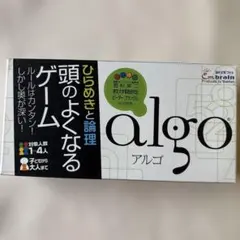 ひらめきと論理
頭のよくなる
ゲーム
ルールはカンタン!
しかし奥が深い!
対象人数
1~4人
子どもから
大人まで
algo
アルゴ
brain